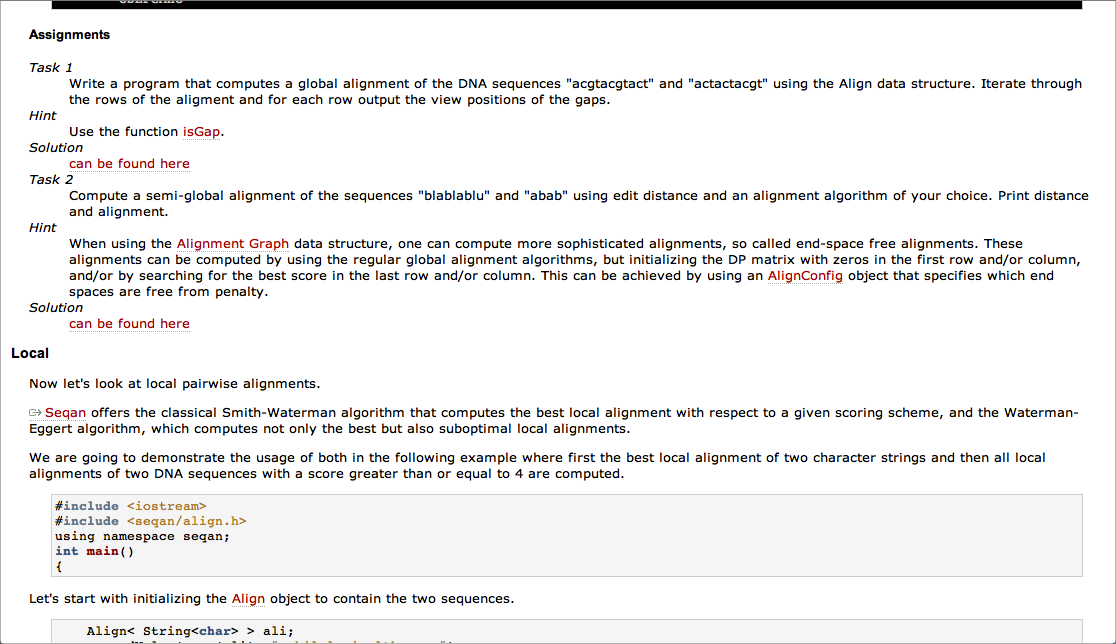 Assignments
Task 1
Write a program that computes a global alignment of the DNA sequences "acgtacgtact" and "actactacgt" using the Align data structure. Iterate through
the rows of the aligment and for each row output the view positions of the gaps.
Hint
Use the function isGap.
Solution
can be found here
Task 2
Compute a semi-global alignment of the sequences "blablablu" and "abab" using edit distance and an alignment algorithm of your choice. Print distance
and alignment.
Hint
When using the Alignment Graph data structure, one can compute more sophisticated alignments, so called end-space free alignments. These
alignments can be computed by using the regular global alignment algorithms, but initializing the DP matrix with zeros in the first row and/or column,
and/or by searching for the best score in the last row and/or column. This can be achieved by using an AlignConfig object that specifies which end
spaces are free from penalty.
Solution
can be found here
Local
Now let's look at local pairwise alignments.
Seqan offers the classical Smith-Waterman algorithm that computes the best local alignment with respect to a given scoring scheme, and the Waterman-
Eggert algorithm, which computes not only the best but also suboptimal local alignments.
We are going to demonstrate the usage of both in the following example where first the best local alignment of two character strings and then all local
alignments of two DNA sequences with a score greater than or equal to 4 are computed.
#include <iostream>
#include <seqan/align.h>
using namespace seqan;
int main()
{
Let's start with initializing the Align object to contain the two sequences.
Align< String<char> > ali;